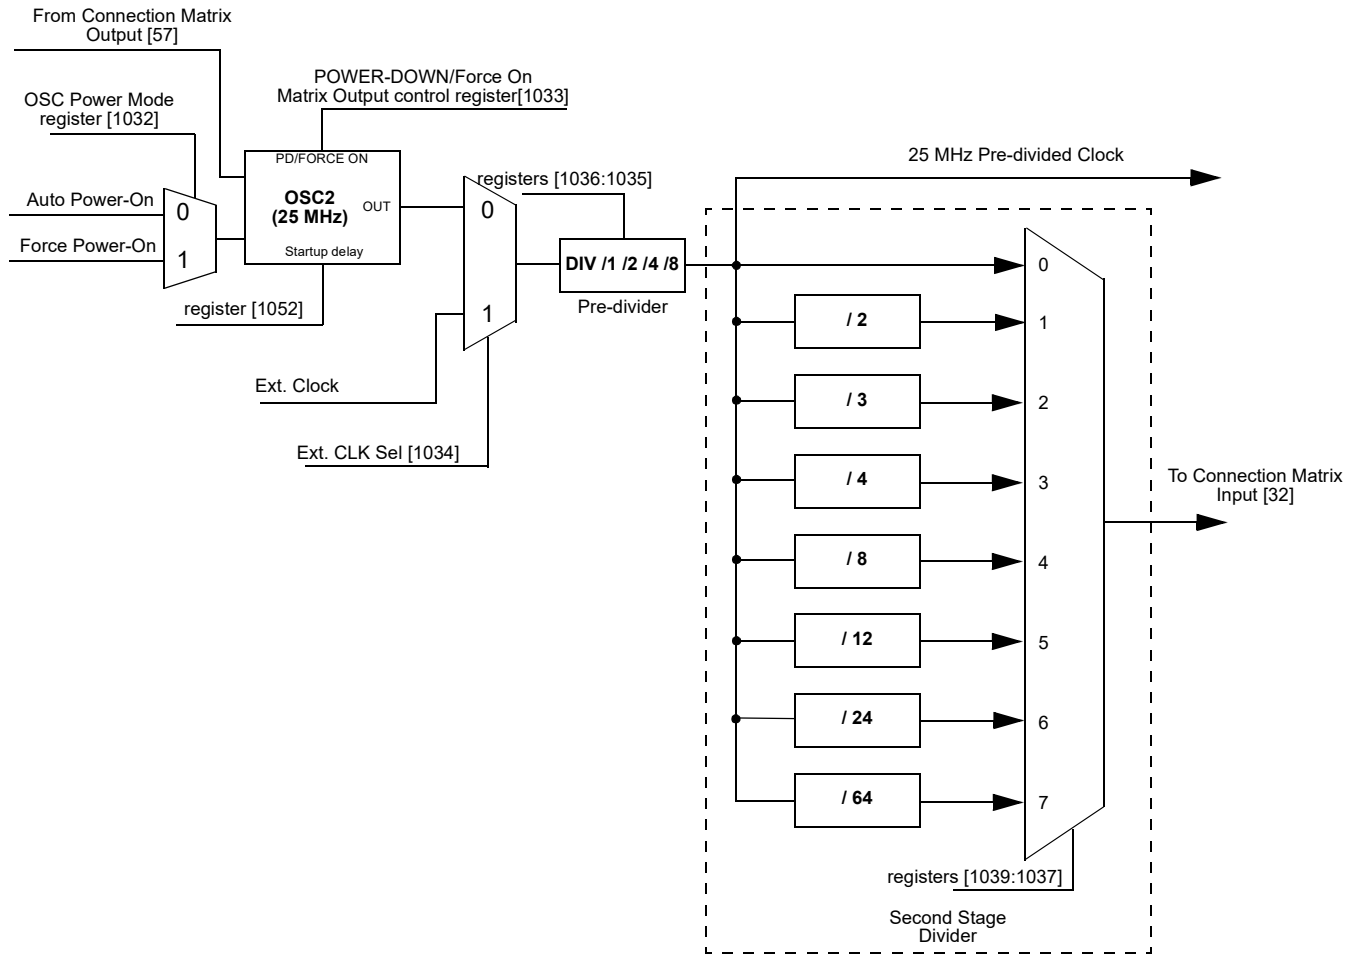 From Connection Matrix
Output [57]
POWER-DOWN/Force On
Matrix Output control register[1033]
OSC Power Mode
register [1032]
PD/FORCE ON
OSC2
(25 MHz)
OUT
Startup delay
Auto Power-On
0
Force Power-On
1
register [1052]
0
1
registers [1036:1035]
DIV /1 /2 /4 /8
Pre-divider
Ext. Clock
Ext. CLK Sel [1034]
25 MHz Pre-divided Clock
0
/ 2
1
/ 3
2
/ 4
3
/ 8
4
/ 12
5
/ 24
6
/ 64
7
To Connection Matrix
Input [32]
registers [1039:1037]
Second Stage
Divider